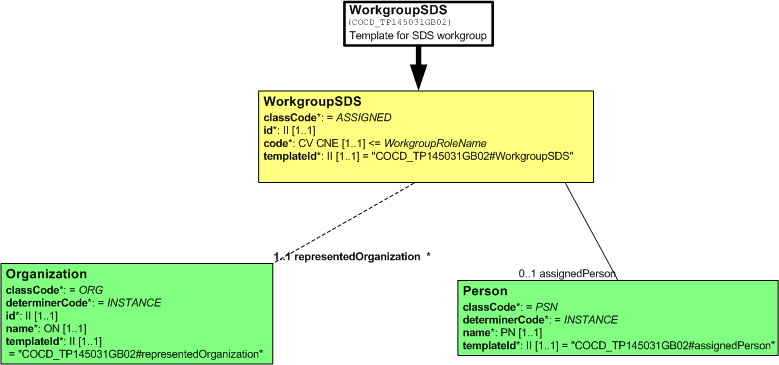 WorkgroupSDS
(COCD_TP145031GB02)
Template for SDS workgroup
WorkgroupSDS
classCode*: = ASSIGNED
id*: II [1..1]
code*: CV CNE [1..1] <= WorkgroupRoleName
templateId*: II [1..1] = "COCD_TP145031GB02#WorkgroupSDS"
1..1 representedOrganization *
0..1 assignedPerson
Organization
classCode*: = ORG
determinerCode*: = INSTANCE
id*: II [1..1]
name*: ON [1..1]
templateId*: II [1..1]
= "COCD_TP145031GB02#representedOrganization"
Person
classCode*: = PSN
determinerCode*: = INSTANCE
name*: PN [1..1]
templateId*: II [1..1] = "COCD_TP145031GB02#assignedPerson"